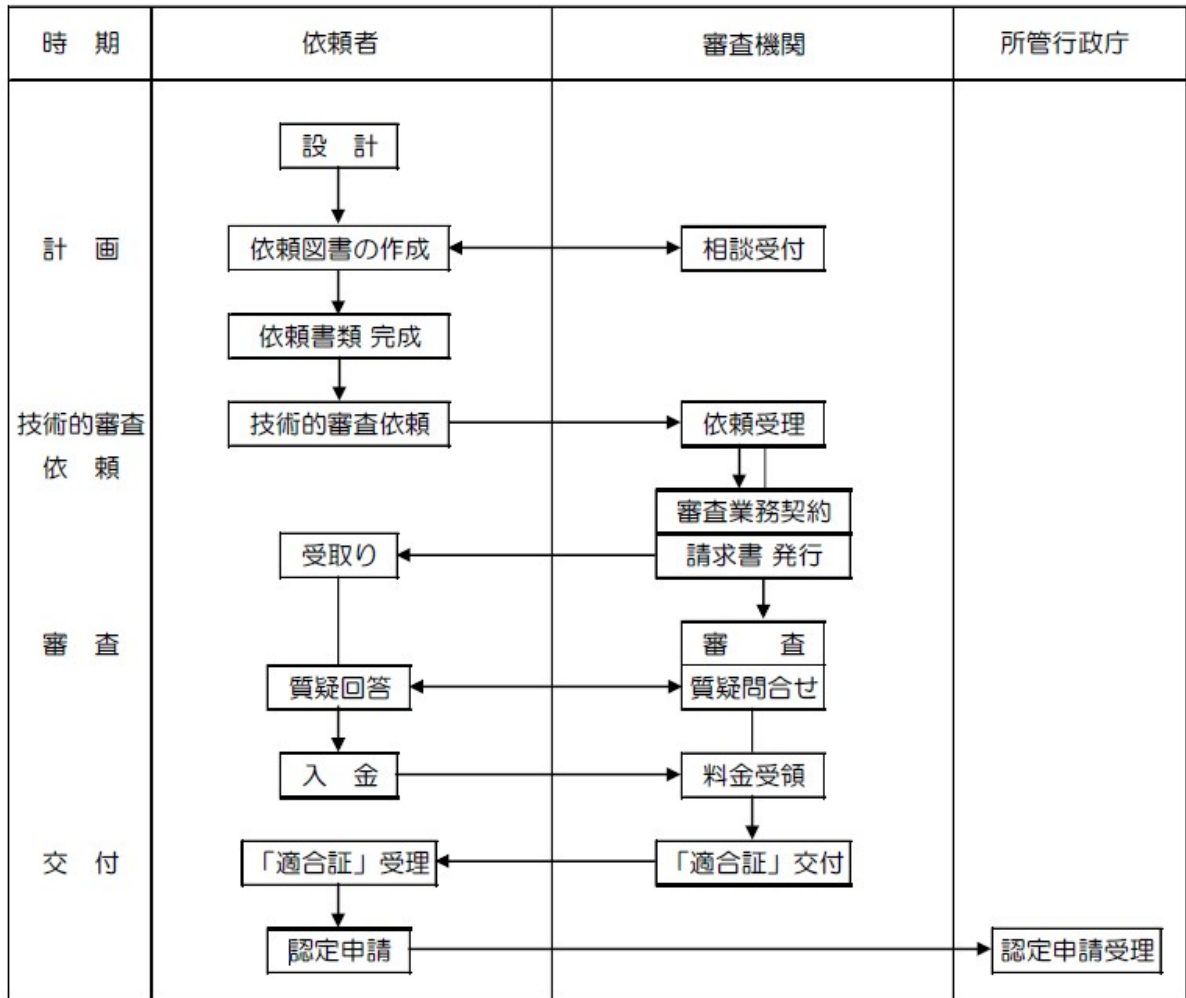 時 期 依頼者 審査機関 所管行政庁
設 計
計 画 依頼図書の作成 相談受付
依頼書類 完成
技術的審査 技術的審査依頼 依頼受理
依 頼
審査業務契約
受取り 請求書 発行
審 査 審 査
質疑回答 質疑問合せ
入 金 料金受領
交 付 「適合証」受理 「適合証」交付
認定申請 認定申請受理